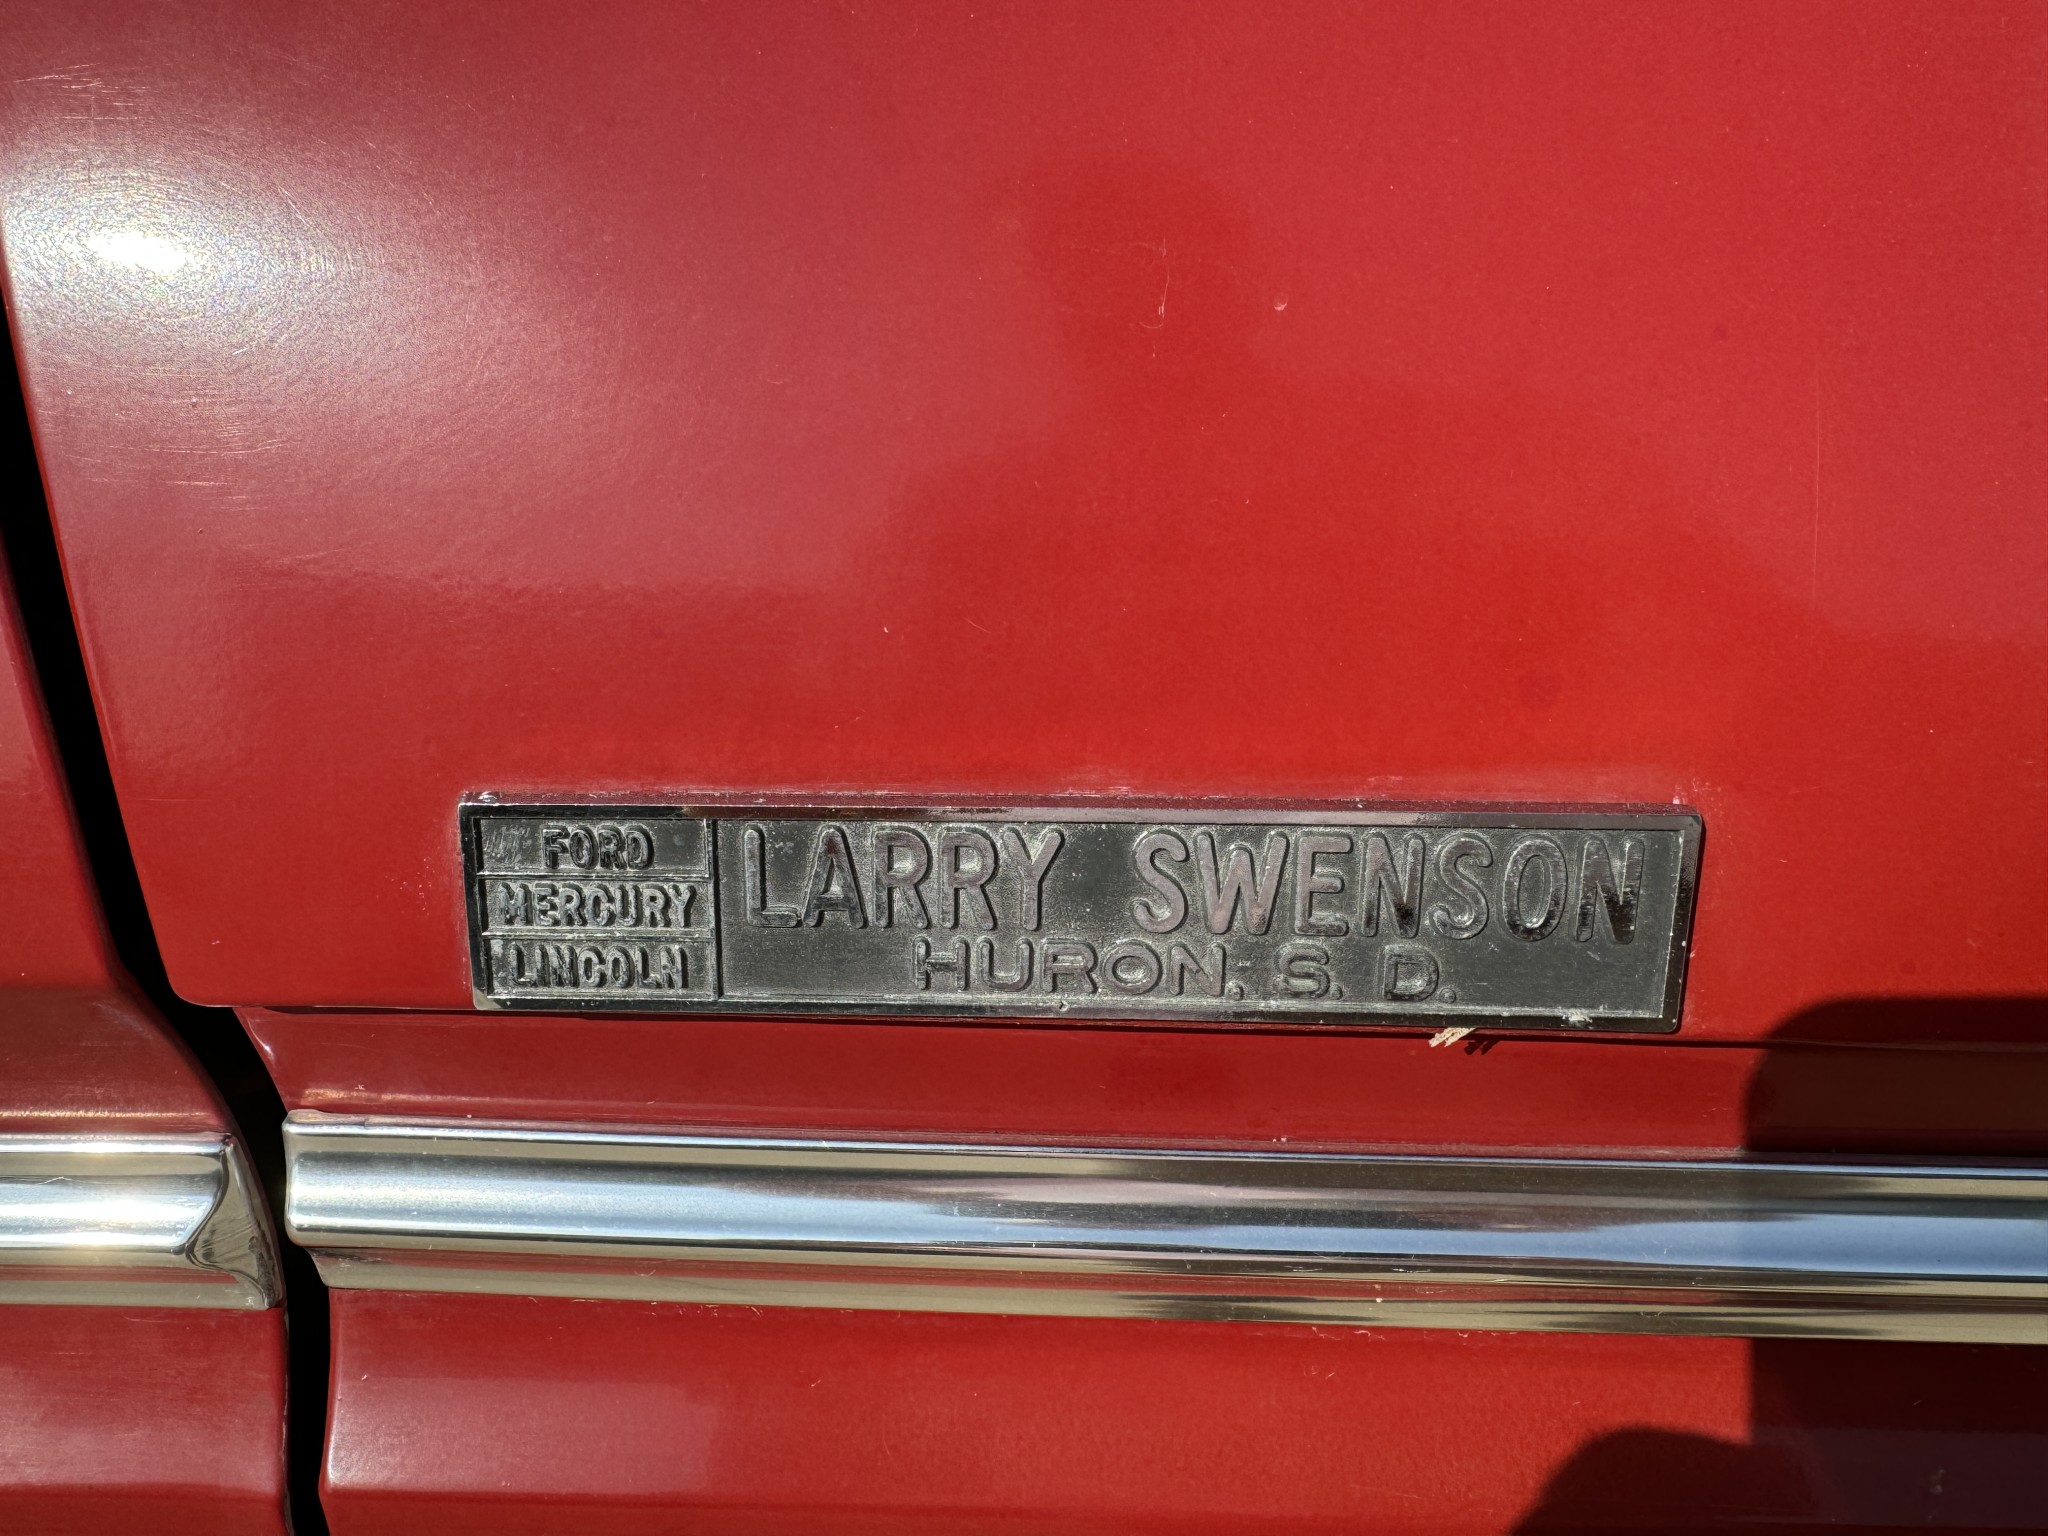 FORD
MERCURY
LINCOLN
LARRY SWENSON
HURON, S. D.